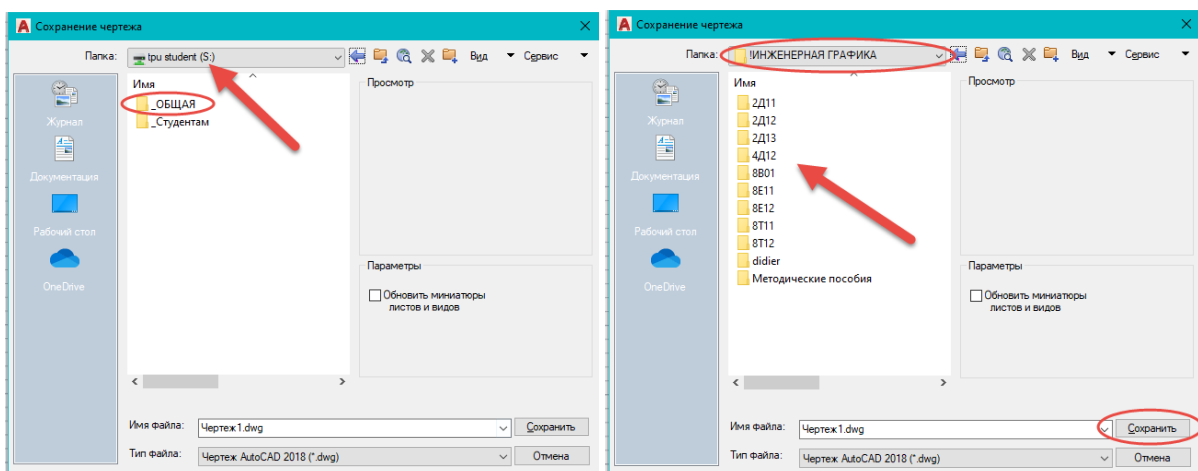 Сохранение чертежа
Папка: tpu student (S:) Вид Сервис
Имя
_ОБЩАЯ
_Студентам
Просмотр
Журнал
Документация
Рабочий стол
OneDrive
Параметры
Обновить миниатюры
листов и видов
Имя файла: Чертеж1.dwg Сохранить
Тип файла: Чертеж AutoCAD 2018 (*.dwg) Отмена
Сохранение чертежа
Папка: !ИНЖЕНЕРНАЯ ГРАФИКА Вид Сервис
Имя
2Д11
2Д12
2Д13
4Д12
8В01
8Е11
8Е12
8Т11
8Т12
didier
Методические пособия
Просмотр
Журнал
Документация
Рабочий стол
OneDrive
Параметры
Обновить миниатюры
листов и видов
Имя файла: Чертеж1.dwg Сохранить
Тип файла: Чертеж AutoCAD 2018 (*.dwg) Отмена